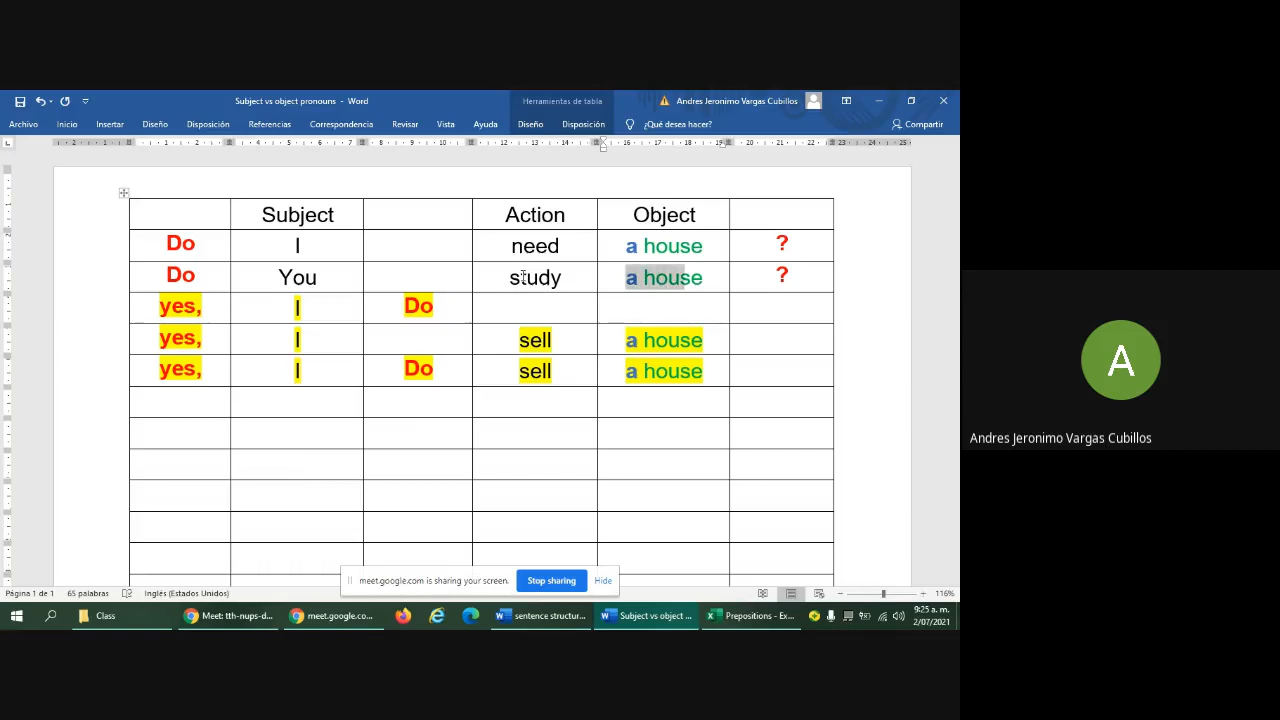 Subject vs object pronouns - Word
Herramientas de tabla
Andres Jeronimo Vargas Cubillos
Archivo Inicio Insertar Diseño Disposición Referencias Correspondencia Revisar Vista Ayuda Diseño Disposición ¿Qué desea hacer? Compartir
Subject Action Object
Do I need a house ?
Do You study a house ?
yes, I Do
yes, I sell a house
yes, I Do sell a house
meet.google.com is sharing your screen. Stop sharing Hide
Página 1 de 1 65 palabras Inglés (Estados Unidos) 116%
Class Meet: tth-nups-d... meet.google.co... sentence structur... Subject vs object ... Prepositions - Ex...
9:25 a. m.
2/07/2021
A
Andres Jeronimo Vargas Cubillos